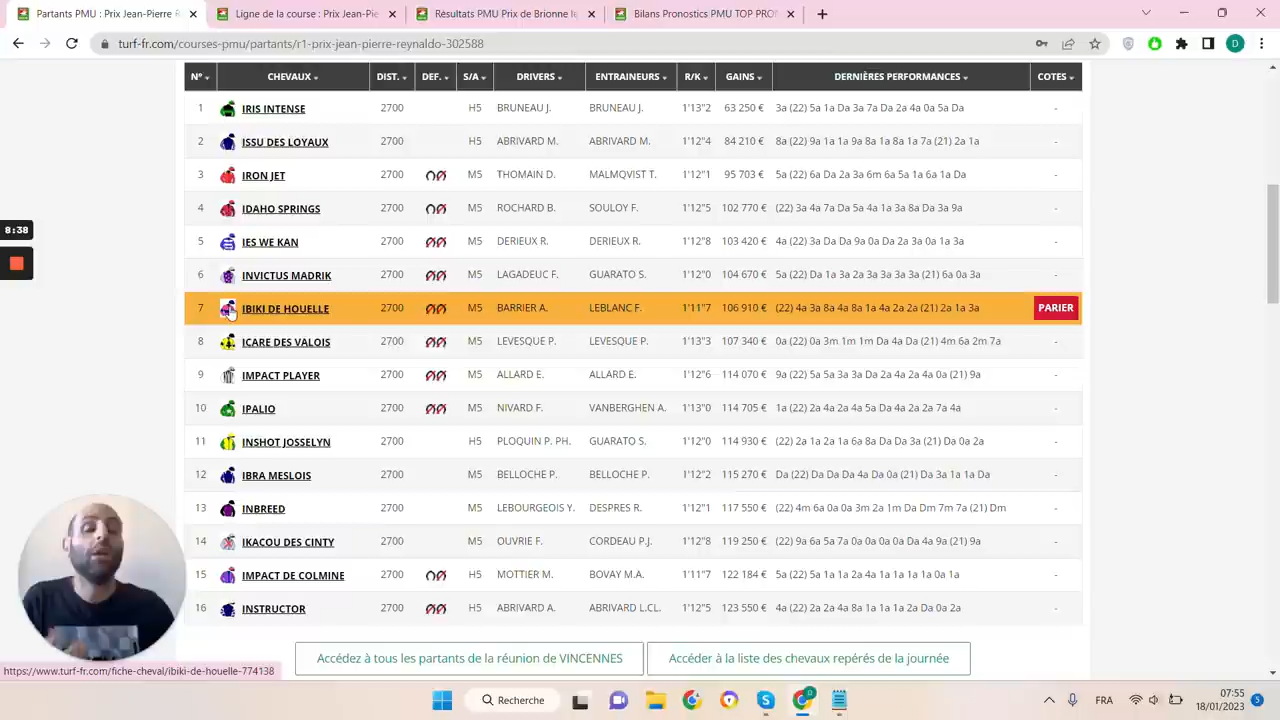 Partants PMU : Prix Jean-Pierre R
Ligne de la course : Prix Jean-Pie
Résultats PMU Prix de Brionne le
Bilans Pronostics PMU TOP PRON
turf-fr.com/courses-pmu/partants/r1-prix-jean-pierre-reynaldo-302588
D
N° CHEVAUX DIST. DEF. S/A DRIVERS ENTRAINEURS R/K GAINS DERNIÈRES PERFORMANCES COTES
1 IRIS INTENSE 2700 H5 BRUNEAU J. BRUNEAU J. 1'13"2 63 250 € 3a (22) 5a 1a Da 3a 7a Da 2a 4a 0a 5a Da -
2 ISSU DES LOYAUX 2700 H5 ABRIVARD M. ABRIVARD M. 1'12"4 84 210 € 8a (22) 9a 1a 1a 9a 8a 1a 8a 1a 7a (21) 2a 1a -
3 IRON JET 2700 M5 THOMAIN D. MALMQVIST T. 1'12"1 95 703 € 5a (22) 6a Da 2a 3a 6m 6a 5a 1a 6a 1a Da -
4 IDAHO SPRINGS 2700 M5 ROCHARD B. SOULOY F. 1'12"5 102 770 € (22) 3a 4a 7a Da 5a 4a 1a 3a 8a Da 3a 9a -
5 IES WE KAN 2700 M5 DERIEUX R. DERIEUX R. 1'12"8 103 420 € 4a (22) 3a Da Da 9a 0a Da 2a 3a 8a 1a 3a -
6 INVICTUS MADRIK 2700 M5 LAGADEUC F. GUARATO S. 1'12"0 104 670 € 5a (22) Da 1a 3a 2a 3a 3a 3a 3a (21) 6a 0a 3a -
7 IBIKI DE HOUELLE 2700 M5 BARRIER A. LEBLANC F. 1'11"7 106 910 € (22) 4a 3a 8a 4a 8a 1a 4a 2a 2a (21) 2a 1a 3a PARIER
8 ICARE DES VALOIS 2700 M5 LEVESQUE P. LEVESQUE P. 1'13"3 107 340 € 0a (22) 0a 3m 1m 1m Da 4a Da (21) 4m 6a 2m 7a -
9 IMPACT PLAYER 2700 M5 ALLARD E. ALLARD E. 1'12"6 114 070 € 9a (22) 5a 5a 3a 3a Da 2a 4a 2a 4a 0a (21) 9a -
10 IPALIO 2700 M5 NIVARD F. VANBERGHEN A. 1'13"0 114 705 € 1a (22) 2a 4a 2a 4a 5a Da 4a 2a 2a 7a 4a -
11 INSHOT JOSSELYN 2700 H5 PLOQUIN P. PH. GUARATO S. 1'12"0 114 930 € (22) 2a 1a 2a 1a 6a 8a Da Da 3a (21) Da 0a 2a -
12 IBRA MESLOIS 2700 M5 BELLOCHE P. BELLOCHE P. 1'12"2 115 270 € Da (22) Da Da Da 4a Da 0a (21) Da 3a 1a 1a Da -
13 INBREED 2700 M5 LEBOURGEOIS Y. DESPRES R. 1'12"1 117 550 € (22) 4m 6a 0a 0a 3m 2a 1m Da Dm 7m 7a (21) Dm -
14 IKACOU DES CINTY 2700 M5 OUVRIE F. CORDEAU P.J. 1'12"8 119 250 € (22) 9a 6a 5a 7a 0a 0a 0a 0a Da 4a 9a (21) 9a -
15 IMPACT DE COLMINE 2700 H5 MOTTIER M. BOVAY M.A. 1'11"7 122 184 € 5a (22) 5a 1a 1a 2a 4a 1a 1a 1a 1a 0a 1a -
16 INSTRUCTOR 2700 H5 ABRIVARD A. ABRIVARD L.CL. 1'12"5 123 550 € 4a (22) 2a 2a 4a 8a 1a 1a 1a 2a Da 0a 2a -
8:38
Accédez à tous les partants de la réunion de VINCENNES
Accéder à la liste des chevaux repérés de la journée
https://www.turf-fr.com/fiche-cheval/ibiki-de-houelle-774138
Recherche
FRA
07:55
18/01/2023
5